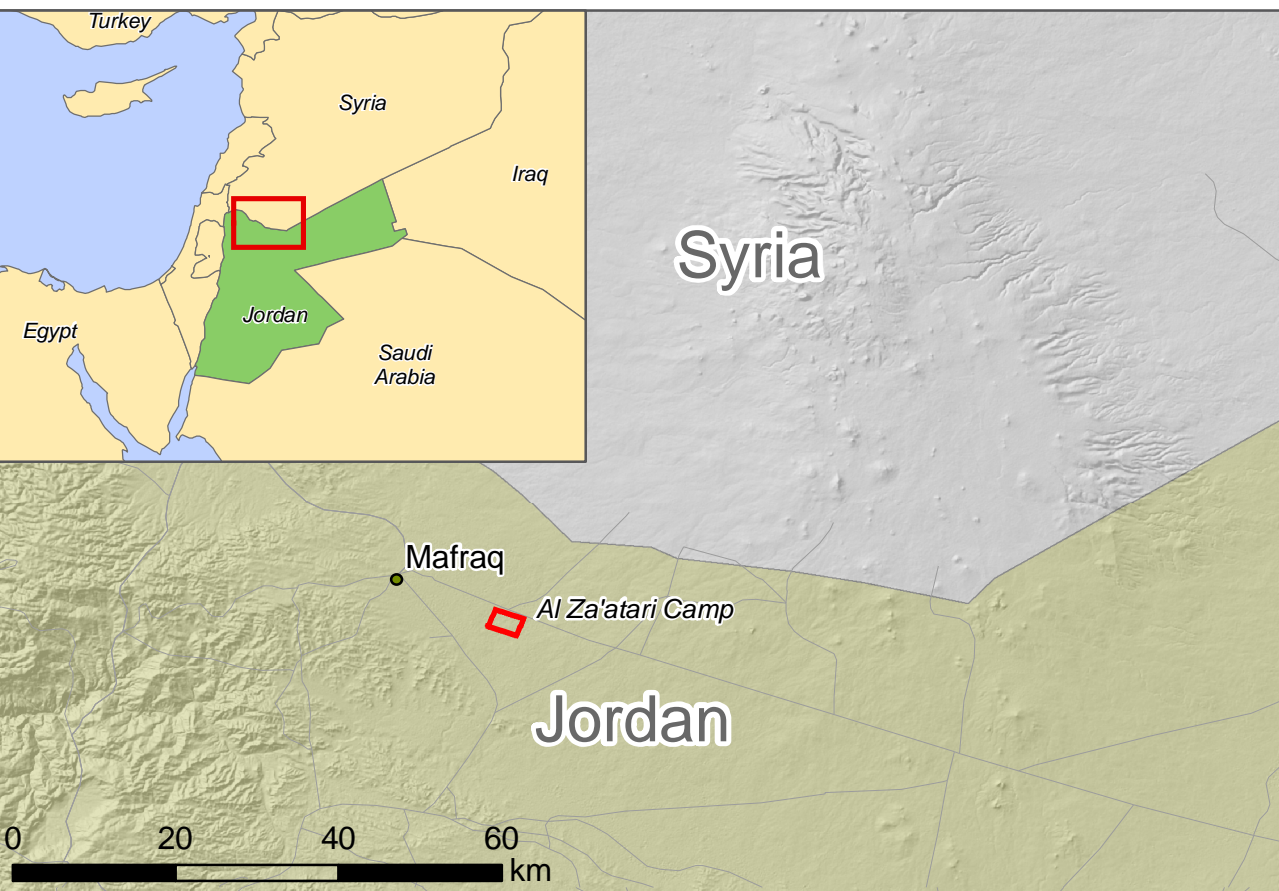 Turkey
Syria
Iraq
Jordan
Egypt
Saudi
Arabia
Syria
Mafraq
Al Za'atari Camp
Jordan
0 20 40 60
km